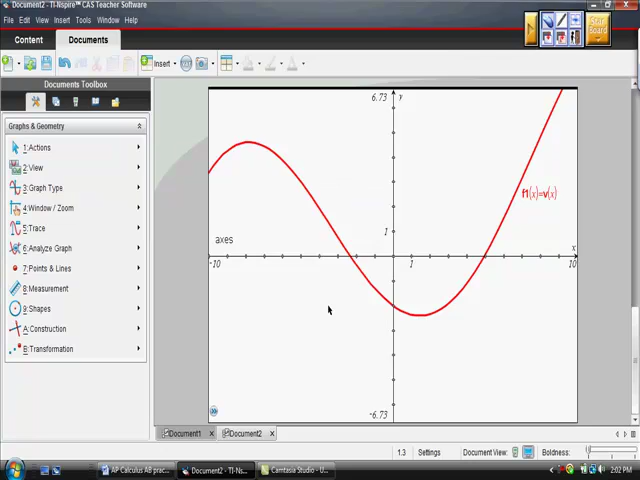 Document2 - TI-Nspire CAS Teacher Software
File Edit View Insert Tools Window Help
Content Documents
Insert
Documents Toolbox
Graphs & Geometry
1:Actions
2:View
3:Graph Type
4:Window / Zoom
5:Trace
6:Analyze Graph
7:Points & Lines
8:Measurement
9:Shapes
A:Construction
B:Transformation
Star Board
6.73 y
f1(x)=v(x)
1
axes
x
-10 1 10
-6.73
Document1 Document2
1.3 Settings Document View: Boldness:
AP Calculus AB prac... Document2 - TI-Ns... Camtasia Studio - U... 2:02 PM